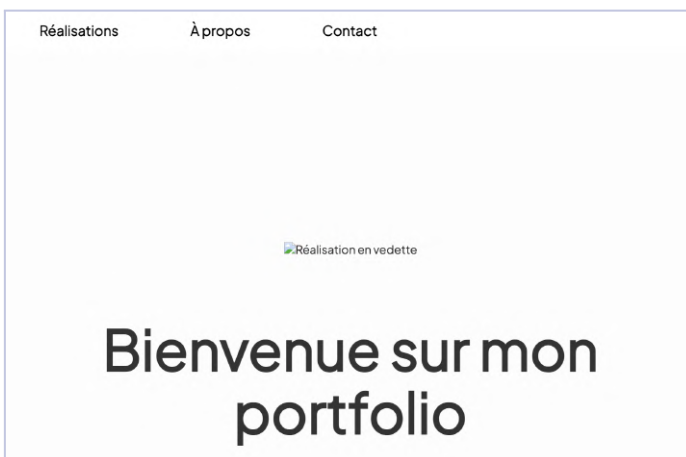 Réalisations À propos Contact
Réalisation en vedette
Bienvenue sur mon
portfolio